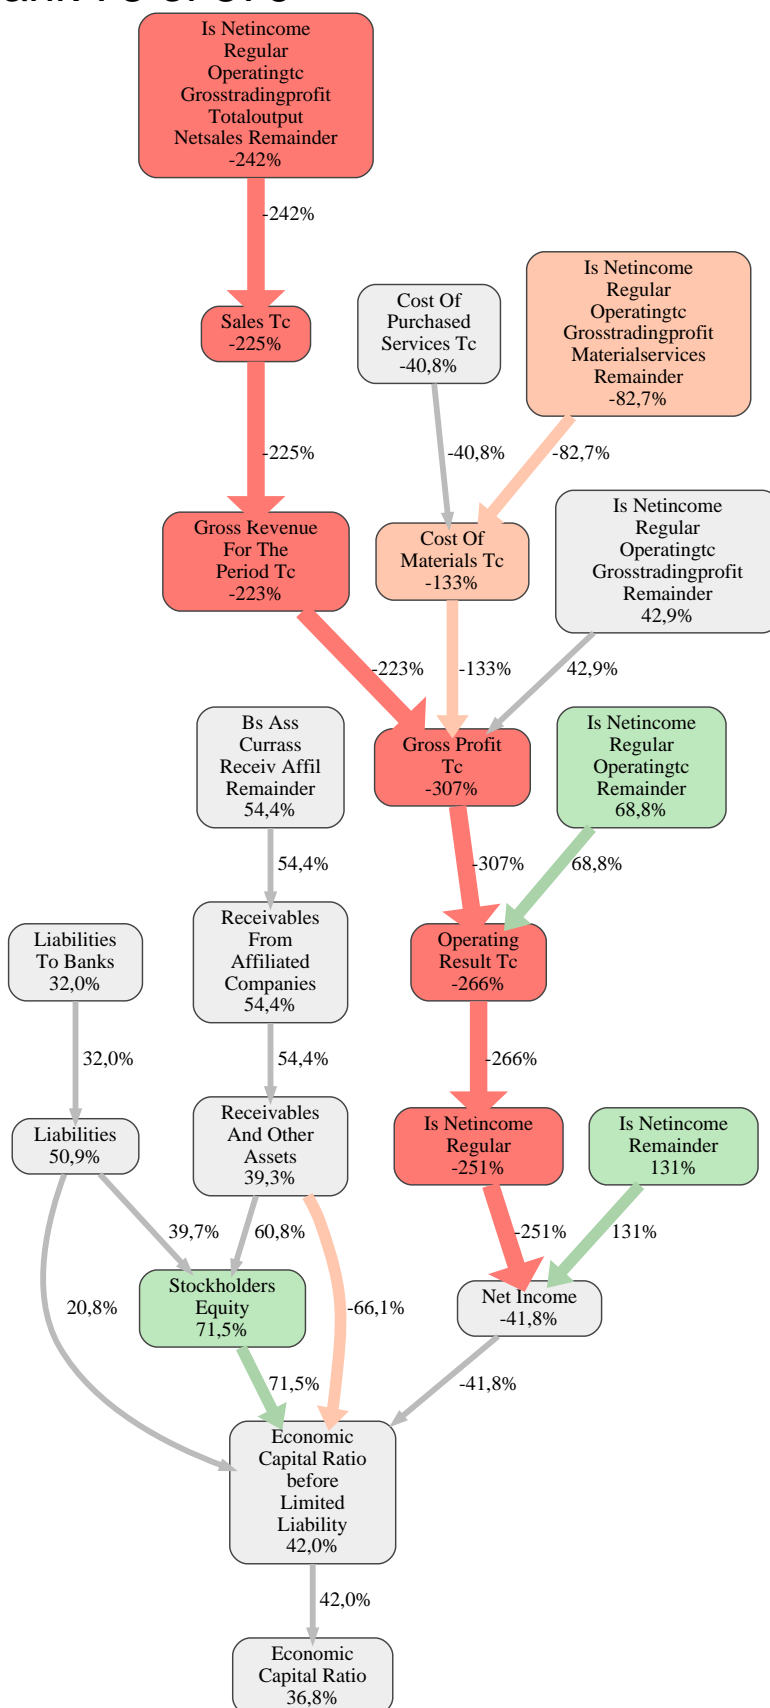 Is Netincome
Regular
Operatingtc
Grosstradingprofit
Totaloutput
Netsales Remainder
-242%
-242%
Sales Tc
-225%
Cost Of
Purchased
Services Tc
-40,8%
Is Netincome
Regular
Operatingtc
Grosstradingprofit
Materialservices
Remainder
-82,7%
-225%
-40,8%
-82,7%
Gross Revenue
For The
Period Tc
-223%
Cost Of
Materials Tc
-133%
Is Netincome
Regular
Operatingtc
Grosstradingprofit
Remainder
42,9%
-223%
-133%
42,9%
Bs Ass
Currass
Receiv Affil
Remainder
54,4%
Gross Profit
Tc
-307%
Is Netincome
Regular
Operatingtc
Remainder
68,8%
54,4%
-307%
68,8%
Liabilities
To Banks
32,0%
Receivables
From
Affiliated
Companies
54,4%
Operating
Result Tc
-266%
32,0%
54,4%
-266%
Liabilities
50,9%
Receivables
And Other
Assets
39,3%
Is Netincome
Regular
-251%
Is Netincome
Remainder
131%
39,7%
60,8%
-251%
131%
20,8%
Stockholders
Equity
71,5%
-66,1%
Net Income
-41,8%
71,5%
-41,8%
Economic
Capital Ratio
before
Limited
Liability
42,0%
42,0%
Economic
Capital Ratio
36,8%